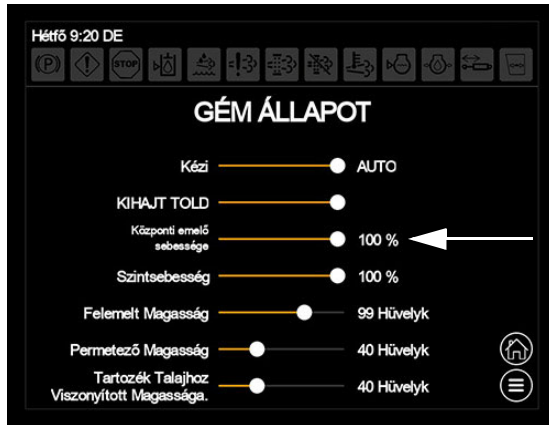 Hétfő 9:20 DE
P
STOP
GÉM ÁLLAPOT
Kézi AUTO
KIHAJT TOLD
Központi emelő
sebessége 100 %
Szintsebesség 100 %
Felemelt Magasság 99 Hüvelyk
Permetező Magasság 40 Hüvelyk
Tartozék Talajhoz
Viszonyított Magassága. 40 Hüvelyk